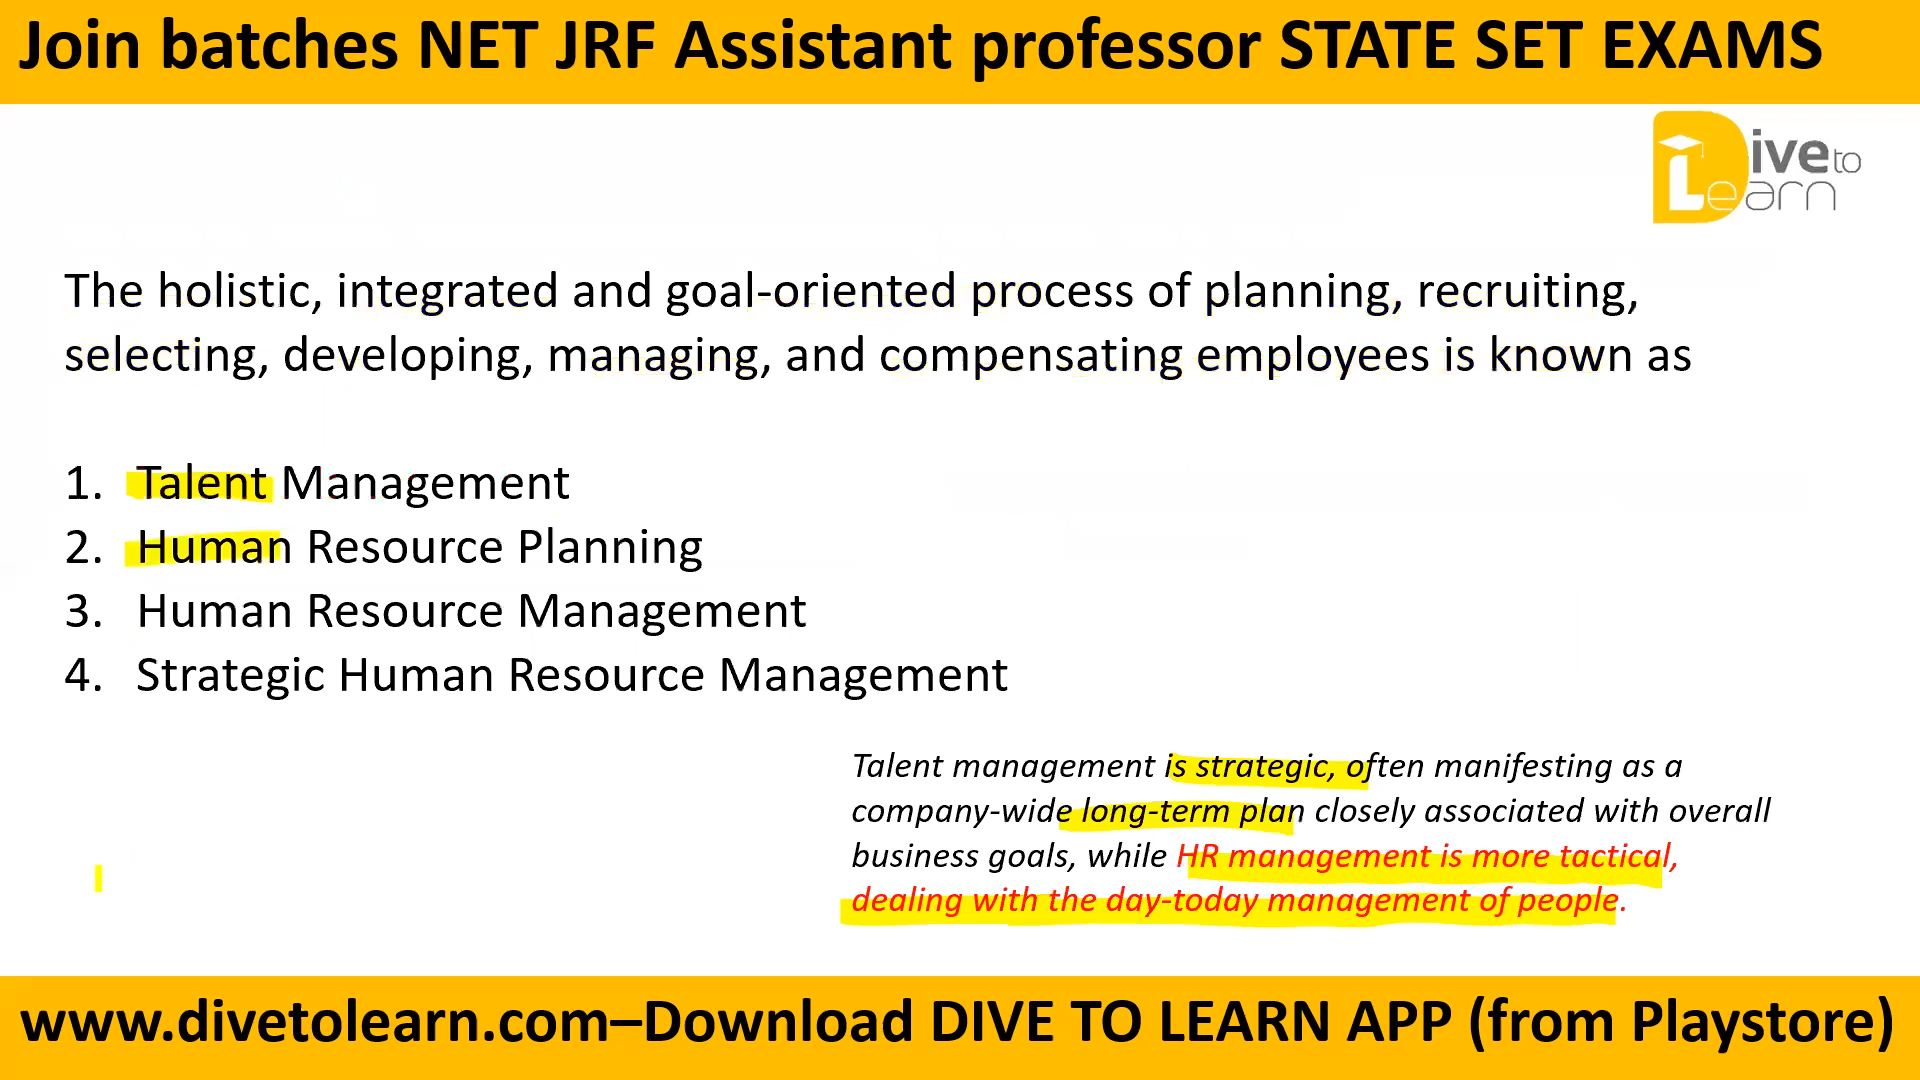 Join batches NET JRF Assistant professor STATE SET EXAMS
Dive to
Learn
The holistic, integrated and goal-oriented process of planning, recruiting,
selecting, developing, managing, and compensating employees is known as
1. Talent Management
2. Human Resource Planning
3. Human Resource Management
4. Strategic Human Resource Management
Talent management is strategic, often manifesting as a
company-wide long-term plan closely associated with overall
business goals, while HR management is more tactical,
dealing with the day-today management of people.
www.divetolearn.com–Download DIVE TO LEARN APP (from Playstore)